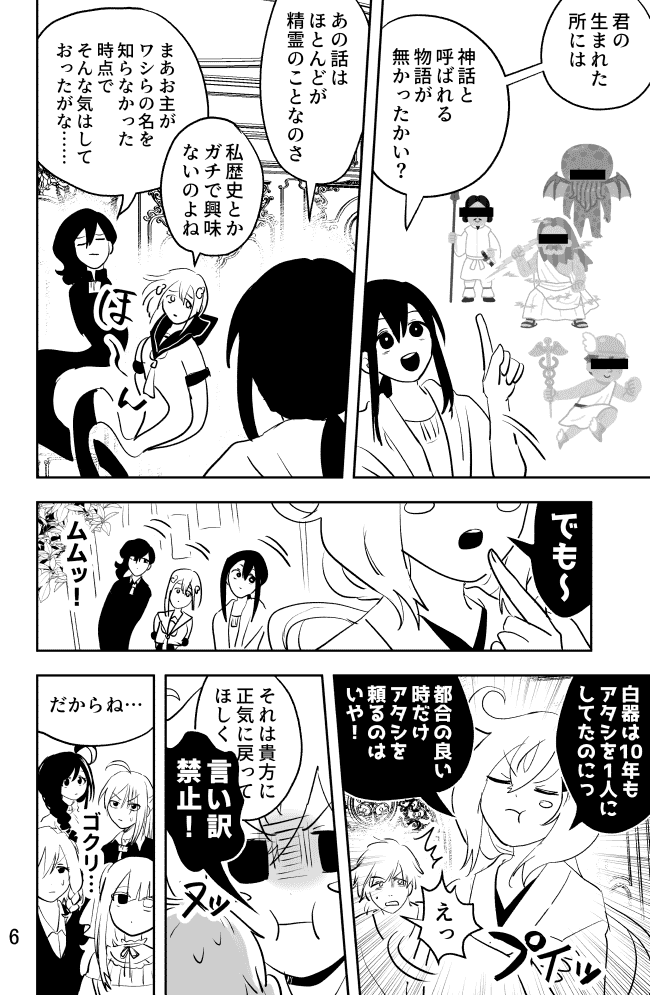 君の
生まれた
所には
神話と
呼ばれる
物語が
無かったかい?
あの話は
ほとんどが
精霊のことなのさ
私歴史とか
ガチで興味
ないのよね
まあお主が
ワシらの名を
知らなかった
時点で
そんな気はして
おったがな……
ほ〜ん
でも〜
ムムッ!
白器は10年も
アタシを1人に
してたのにっ
都合の良い
時だけ
アタシを
頼るのは
いや!
えっ
プイッ
それは貴方に
正気に戻って
ほしく
言い訳
禁止!
ヌッ
だからね…
ゴクリ…
6